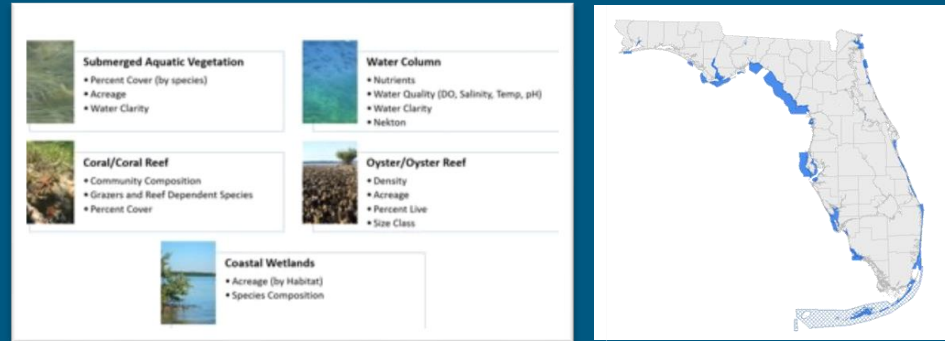 Submerged Aquatic Vegetation
• Percent Cover (by species)
• Acreage
• Water Clarity
Water Column
• Nutrients
• Water Quality (DO, Salinity, Temp, pH)
• Water Clarity
• Nekton
Coral/Coral Reef
• Community Composition
• Grazers and Reef Dependent Species
• Percent Cover
Oyster/Oyster Reef
• Density
• Acreage
• Percent Live
• Size Class
Coastal Wetlands
• Acreage (by Habitat)
• Species Composition